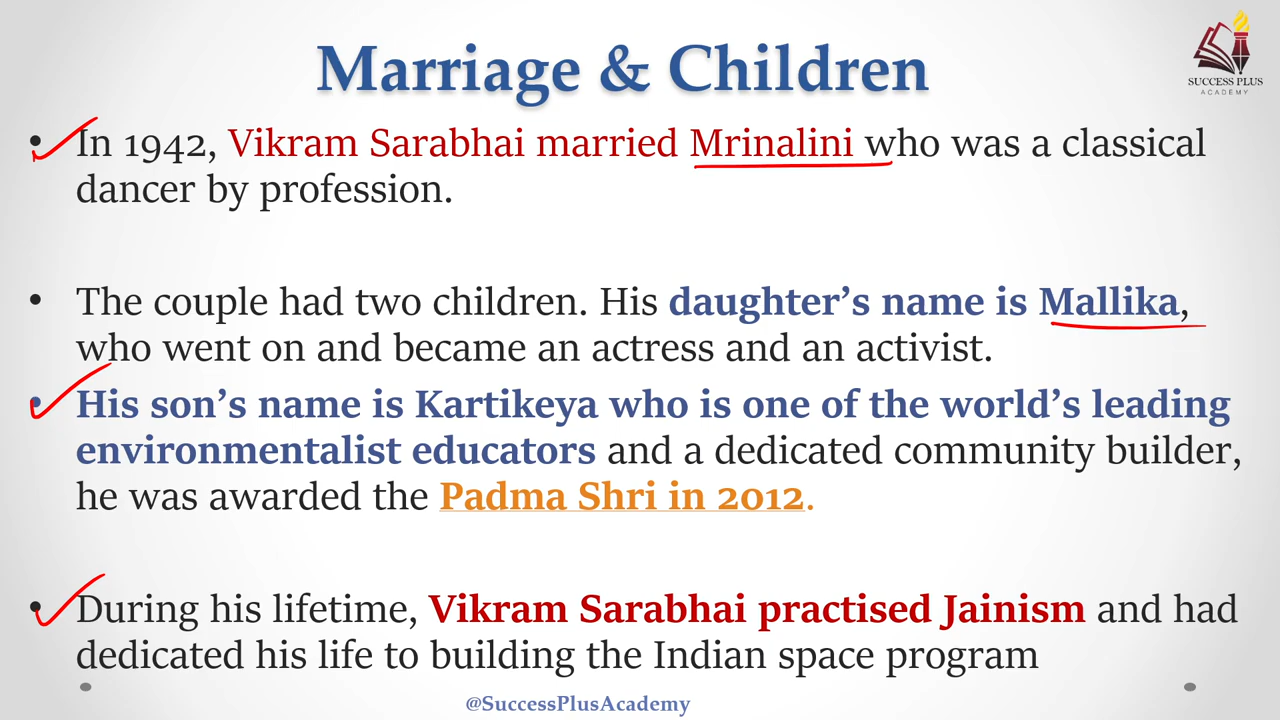 Marriage & Children
SUCCESS PLUS
ACADEMY
• In 1942, Vikram Sarabhai married Mrinalini who was a classical
dancer by profession.
• The couple had two children. His daughter’s name is Mallika,
who went on and became an actress and an activist.
• His son’s name is Kartikeya who is one of the world’s leading
environmentalist educators and a dedicated community builder,
he was awarded the Padma Shri in 2012.
• During his lifetime, Vikram Sarabhai practised Jainism and had
dedicated his life to building the Indian space program
@SuccessPlusAcademy